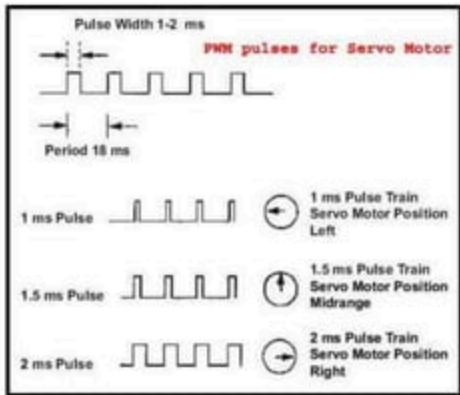 Pulse Width 1-2 ms
PWM pulses for Servo Motor
Period 18 ms
1 ms Pulse
1 ms Pulse Train
Servo Motor Position
Left
1.5 ms Pulse
1.5 ms Pulse Train
Servo Motor Position
Midrange
2 ms Pulse
2 ms Pulse Train
Servo Motor Position
Right